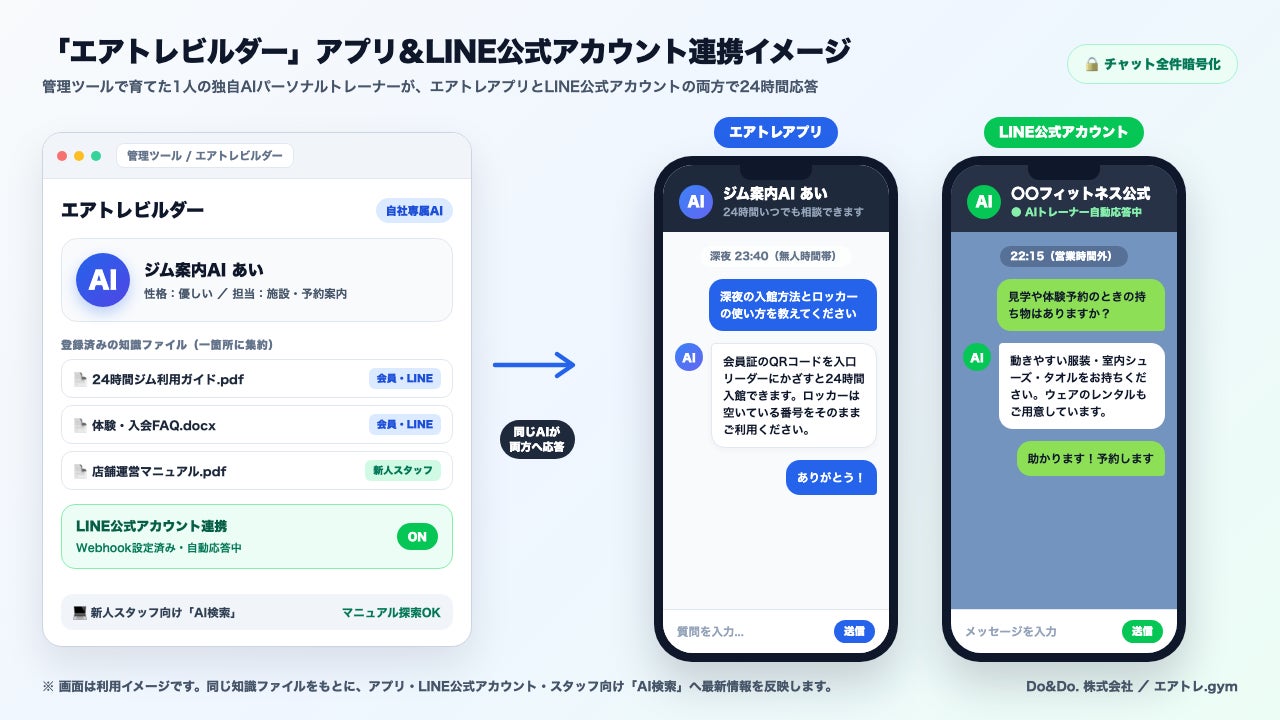 「エアトレビルダー」アプリ&LINE公式アカウント連携イメージ
管理ツールで育てた1人の独自AIパーソナルトレーナーが、エアトレアプリとLINE公式アカウントの両方で24時間応答
🔒 チャット全件暗号化
管理ツール / エアトレビルダー
エアトレビルダー
自社専属AI
AI
ジム案内AI あい
性格：優しい ／ 担当：施設・予約案内
登録済みの知識ファイル（一箇所に集約）
24時間ジム利用ガイド.pdf
会員・LINE
体験・入会FAQ.docx
会員・LINE
店舗運営マニュアル.pdf
新人スタッフ
LINE公式アカウント連携
Webhook設定済み・自動応答中
ON
新人スタッフ向け「AI検索」
マニュアル探索OK
同じAIが
両方へ応答
エアトレアプリ
AI
ジム案内AI あい
24時間いつでも相談できます
深夜 23:40（無人時間帯）
深夜の入館方法とロッカー
の使い方を教えてください
AI
会員証のQRコードを入口
リーダーにかざすと24時間
入館できます。ロッカーは
空いている番号をそのまま
ご利用ください。
ありがとう！
質問を入力...
送信
LINE公式アカウント
AI
〇〇フィットネス公式
● AIトレーナー自動応答中
22:15（営業時間外）
見学や体験予約のときの持
ち物はありますか？
AI
動きやすい服装・室内シュ
ーズ・タオルをお持ちくだ
さい。ウェアのレンタルも
ご用意しています。
助かります！予約します
メッセージを入力
送信
※ 画面は利用イメージです。同じ知識ファイルをもとに、アプリ・LINE公式アカウント・スタッフ向け「AI検索」へ最新情報を反映します。
Do&Do. 株式会社 ／ エアトレ.gym